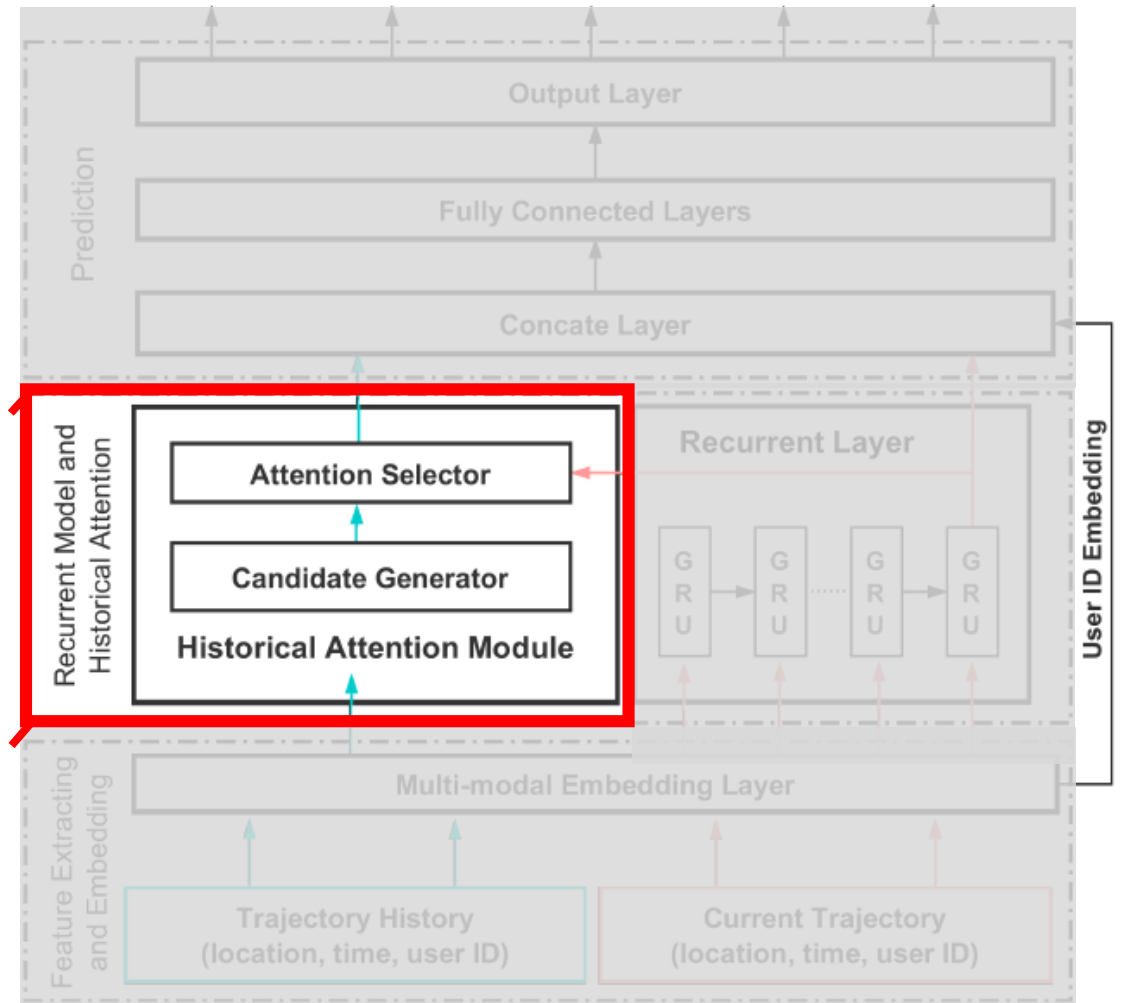 Output Layer
Prediction
Fully Connected Layers
Concate Layer
Recurrent Model and
Historical Attention
Attention Selector
Candidate Generator
Historical Attention Module
Recurrent Layer
G
R
U
G
R
U
......
G
R
U
G
R
U
User ID Embedding
Feature Extracting
and Embedding
Multi-modal Embedding Layer
Trajectory History
(location, time, user ID)
Current Trajectory
(location, time, user ID)